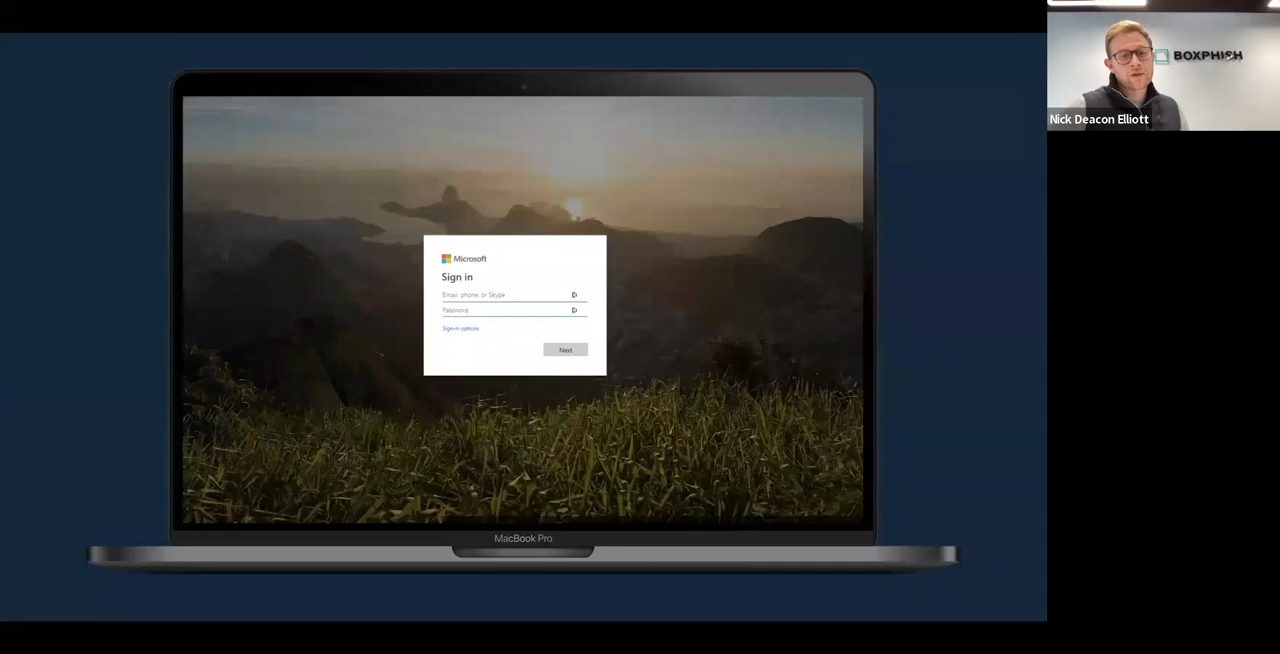 Microsoft
Sign in
Email, phone, or Skype
Password
Sign-in options
Next
MacBook Pro
BOXPHISH
Nick Deacon Elliott